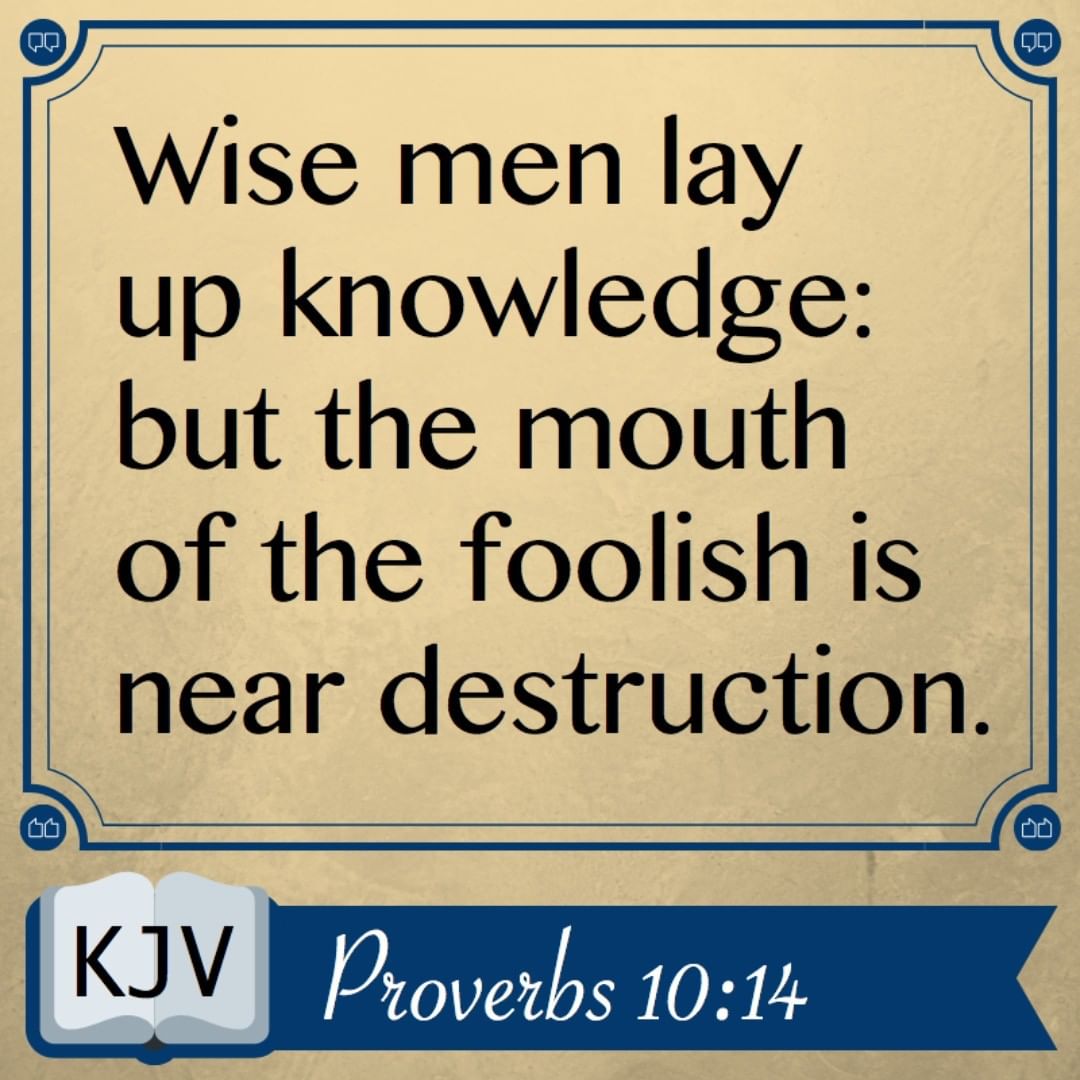 Wise men lay
up knowledge:
but the mouth
of the foolish is
near destruction.
KJV
Proverbs 10:14